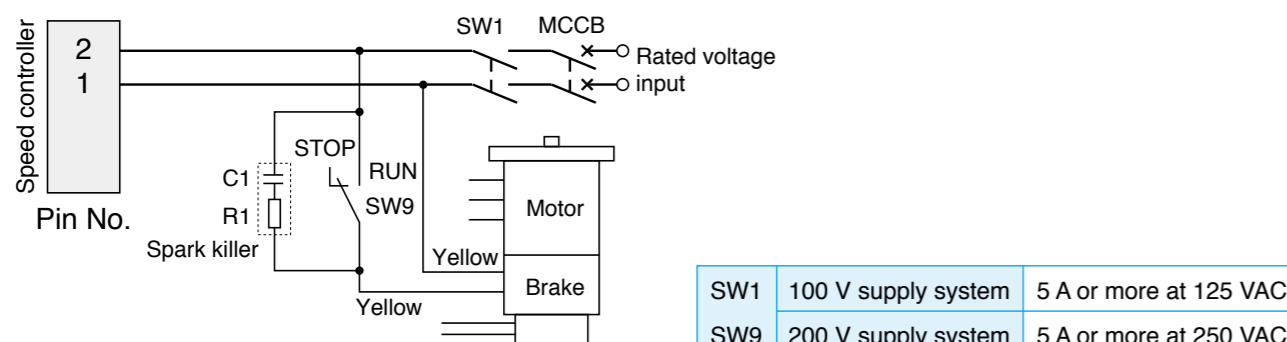 SW1 MCCB
Speed controller
2
1
Rated voltage
input
STOP
RUN
C1
R1
SW9
Spark killer
Pin No.
Motor
Yellow
Brake
Yellow
SW1 100 V supply system 5 A or more at 125 VAC
SW9 200 V supply system 5 A or more at 250 VAC